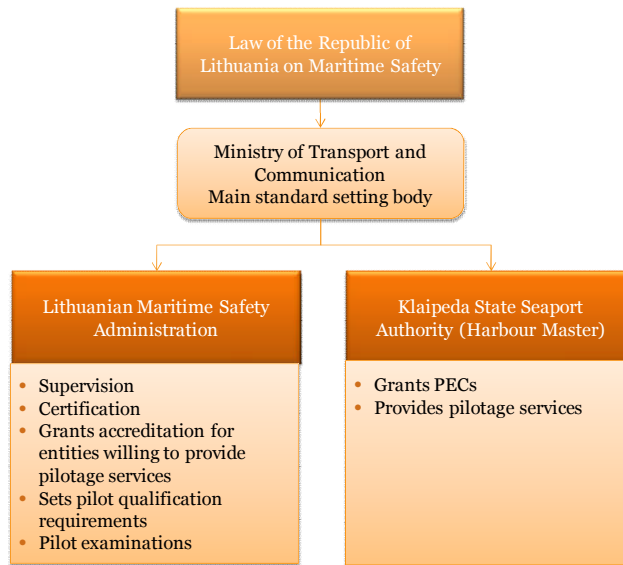 Law of the Republic of
Lithuania on Maritime Safety
Ministry of Transport and
Communication
Main standard setting body
Lithuanian Maritime Safety
Administration
• Supervision
• Certification
• Grants accreditation for
entities willing to provide
pilotage services
• Sets pilot qualification
requirements
• Pilot examinations
Klaipeda State Seaport
Authority (Harbour Master)
• Grants PECs
• Provides pilotage services